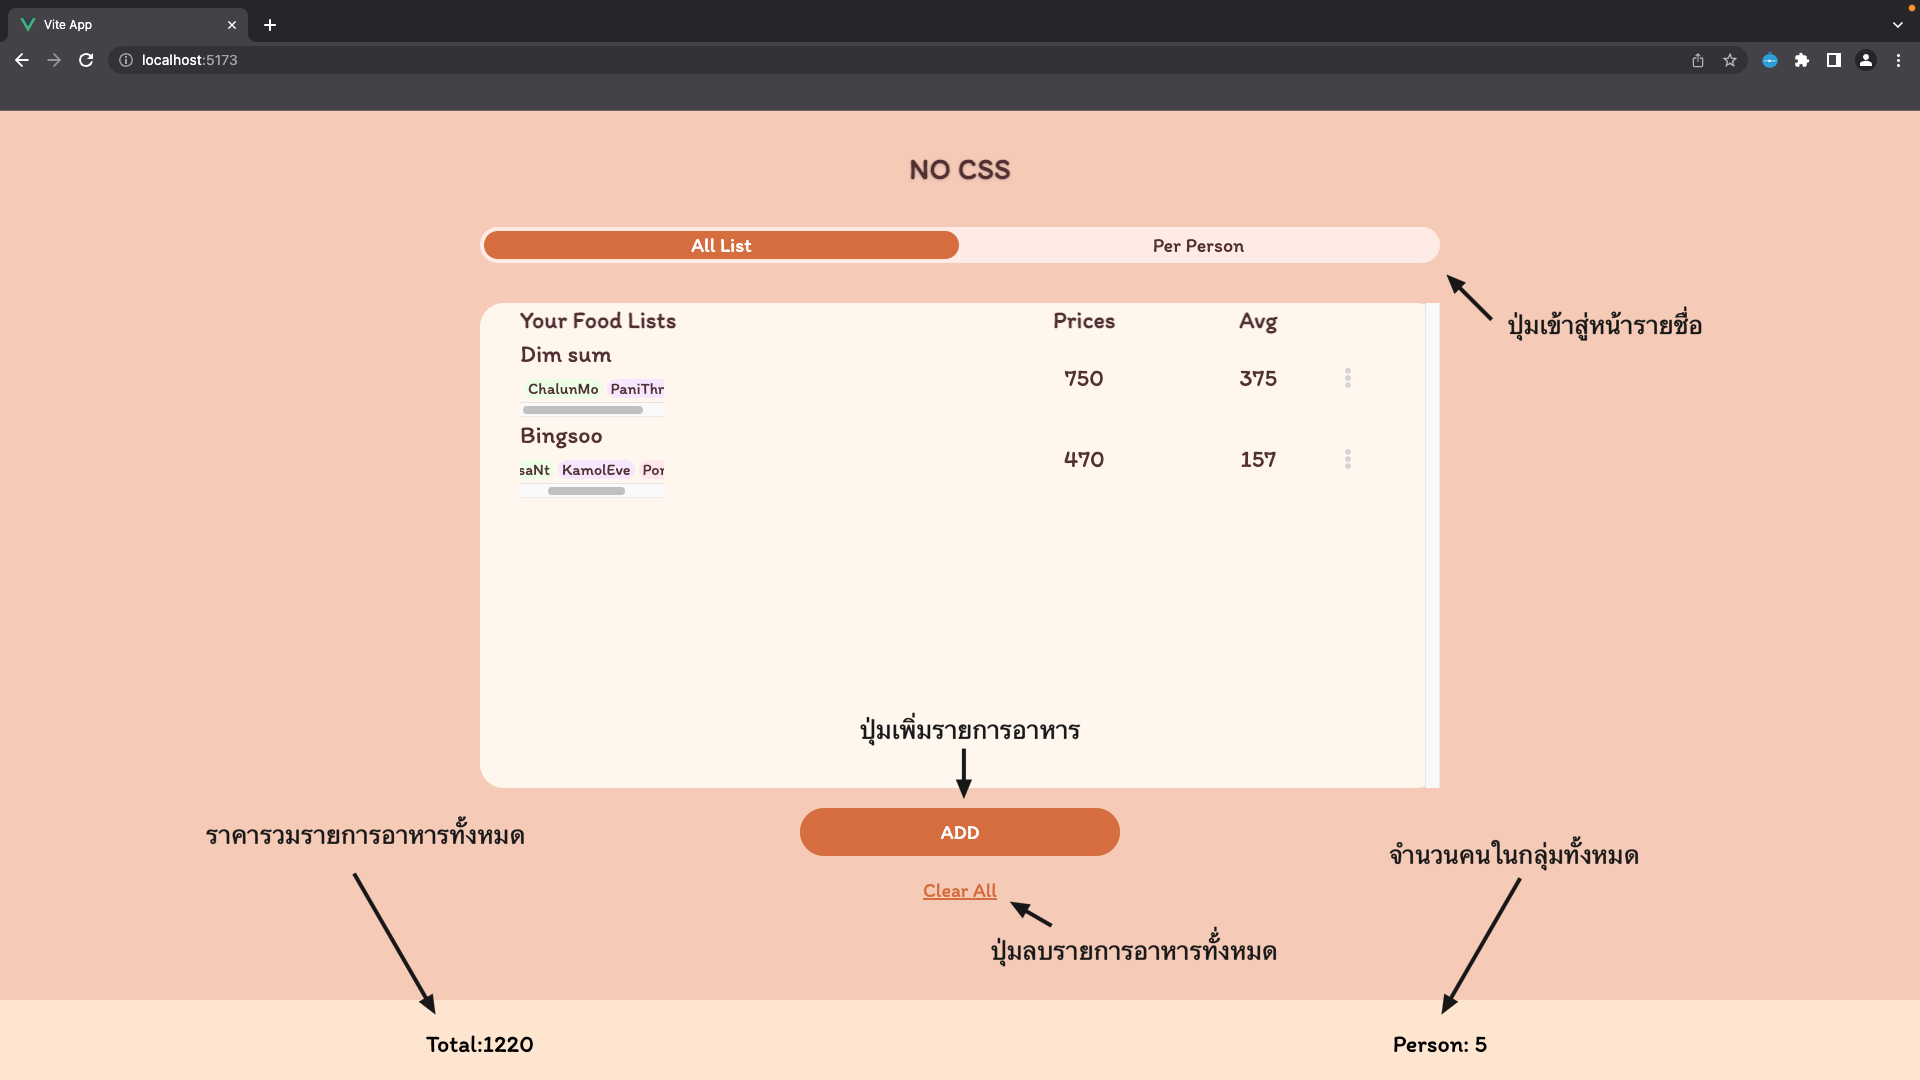 Vite App
localhost:5173
NO CSS
All List Per Person
ปุ่มเข้าสู่หน้ารายชื่อ
Your Food Lists Prices Avg
Dim sum
ChalunMo PaniThr
750 375
Bingsoo
saNt KamolEve Por
470 157
ปุ่มเพิ่มรายการอาหาร
ADD
ราคารวมรายการอาหารทั้งหมด
จำนวนคนในกลุ่มทั้งหมด
Clear All
ปุ่มลบรายการอาหารทั้งหมด
Total:1220 Person: 5